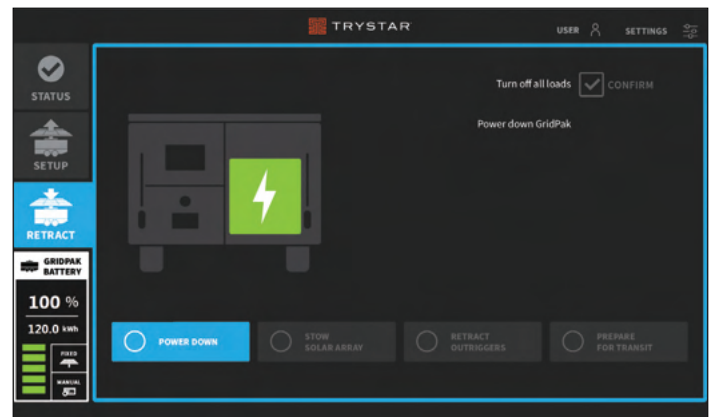 TRYSTAR
USER
SETTINGS
STATUS
SETUP
RETRACT
GRIDPAK
BATTERY
100 %
120.0 kWh
FIXED
MANUAL
Turn off all loads
CONFIRM
Power down GridPak
POWER DOWN
STOW
SOLAR ARRAY
RETRACT
OUTRIGGERS
PREPARE
FOR TRANSIT